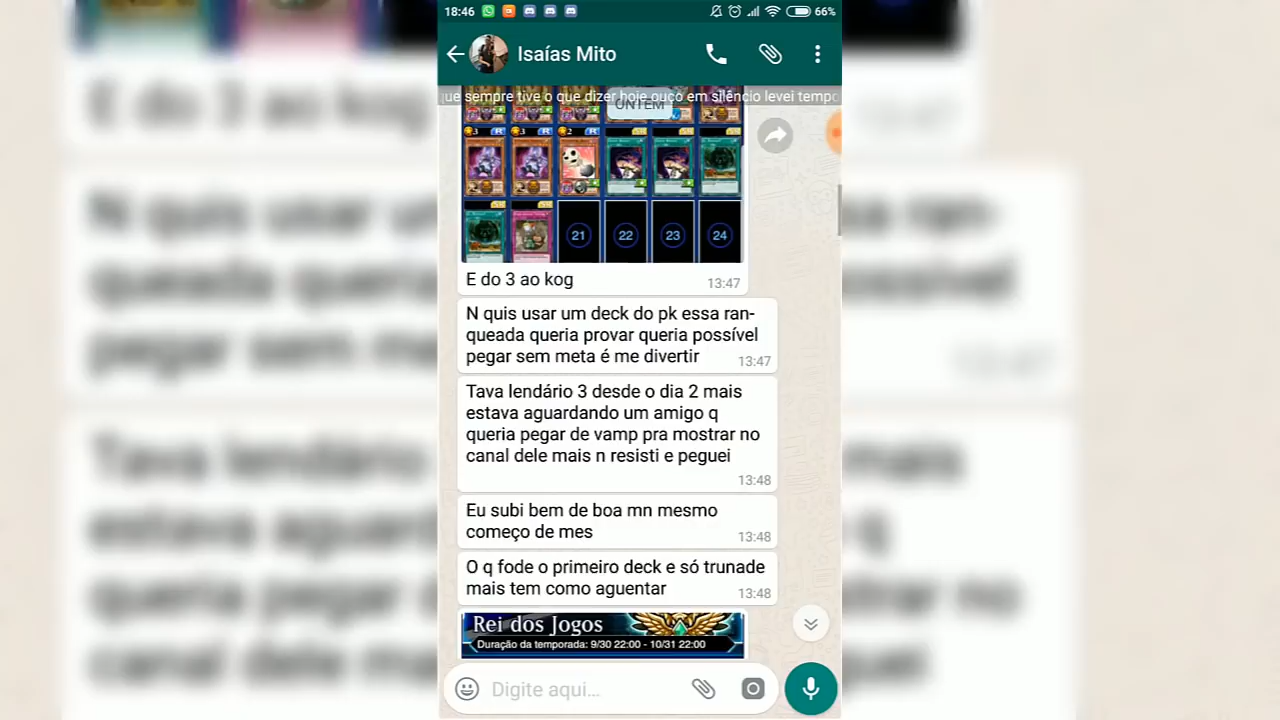 18:46
66%
Isaías Mito
que sempre tive o que dizer hoje ouço em silêncio levei tempo
ONTEM
21
22
23
24
E do 3 ao kog
13:47
N quis usar um deck do pk essa ran-
queada queria provar queria possível
pegar sem meta é me divertir
13:47
Tava lendário 3 desde o dia 2 mais
estava aguardando um amigo q
queria pegar de vamp pra mostrar no
canal dele mais n resisti e peguei
13:48
Eu subi bem de boa mn mesmo
começo de mes
13:48
O q fode o primeiro deck e só trunade
mais tem como aguentar
13:48
Rei dos Jogos
Duração da temporada: 9/30 22:00 - 10/31 22:00
Digite aqui...